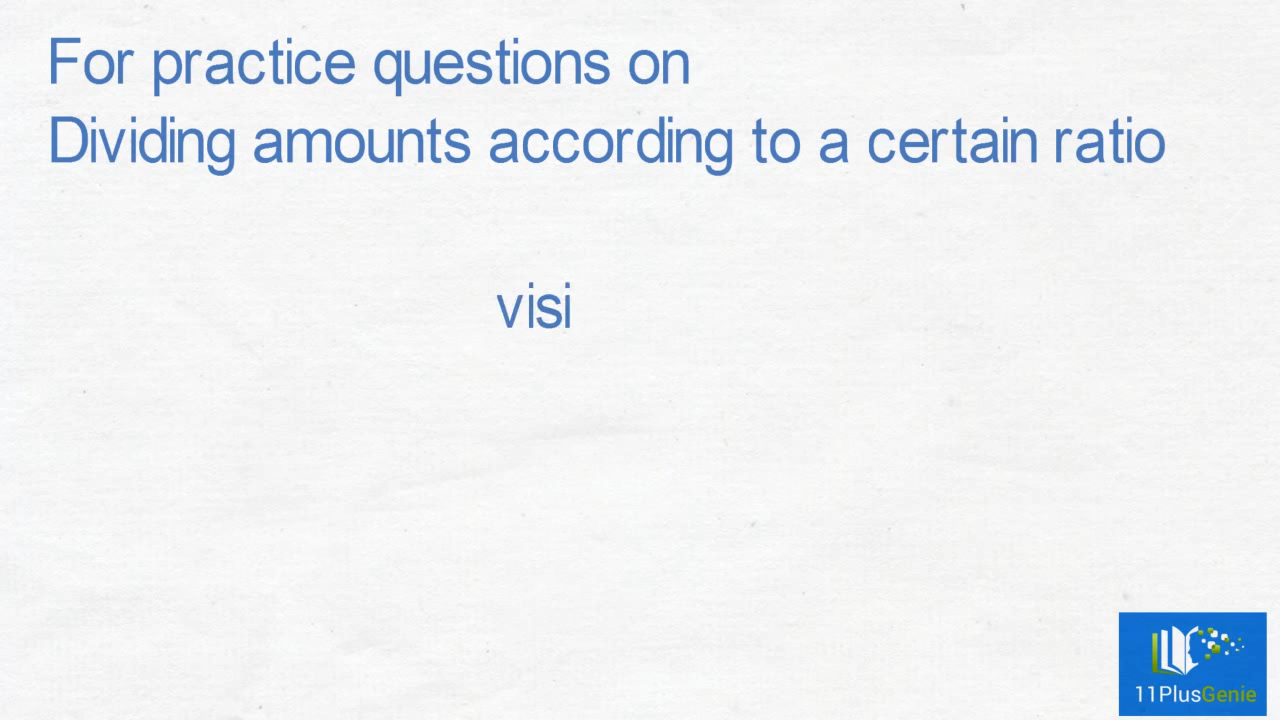 For practice questions on
Dividing amounts according to a certain ratio
visi
11PlusGenie